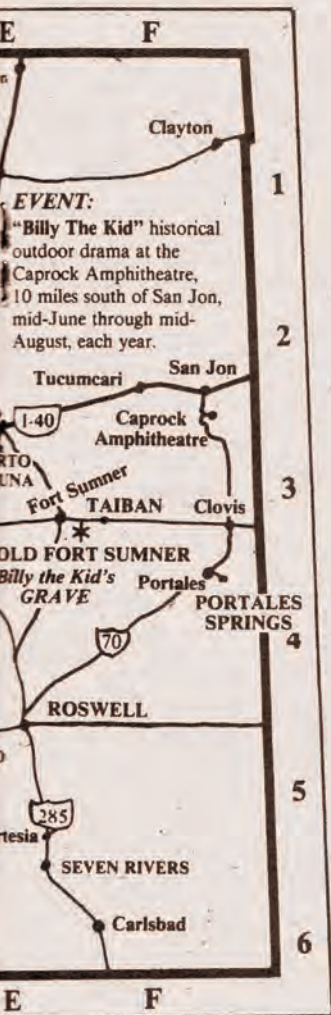 E F
Clayton
1
EVENT:
"Billy The Kid" historical
outdoor drama at the
Caprock Amphitheatre,
10 miles south of San Jon,
mid-June through mid-
August, each year.
2
San Jon
Tucumcari
I-40
Caprock
Amphitheatre
RTO
UNA
3
Fort Sumner
TAIBAN
Clovis
OLD FORT SUMNER
Billy the Kid's
GRAVE
Portales
PORTALES
SPRINGS
4
70
ROSWELL
5
285
rtesia
SEVEN RIVERS
Carlsbad
6
E F